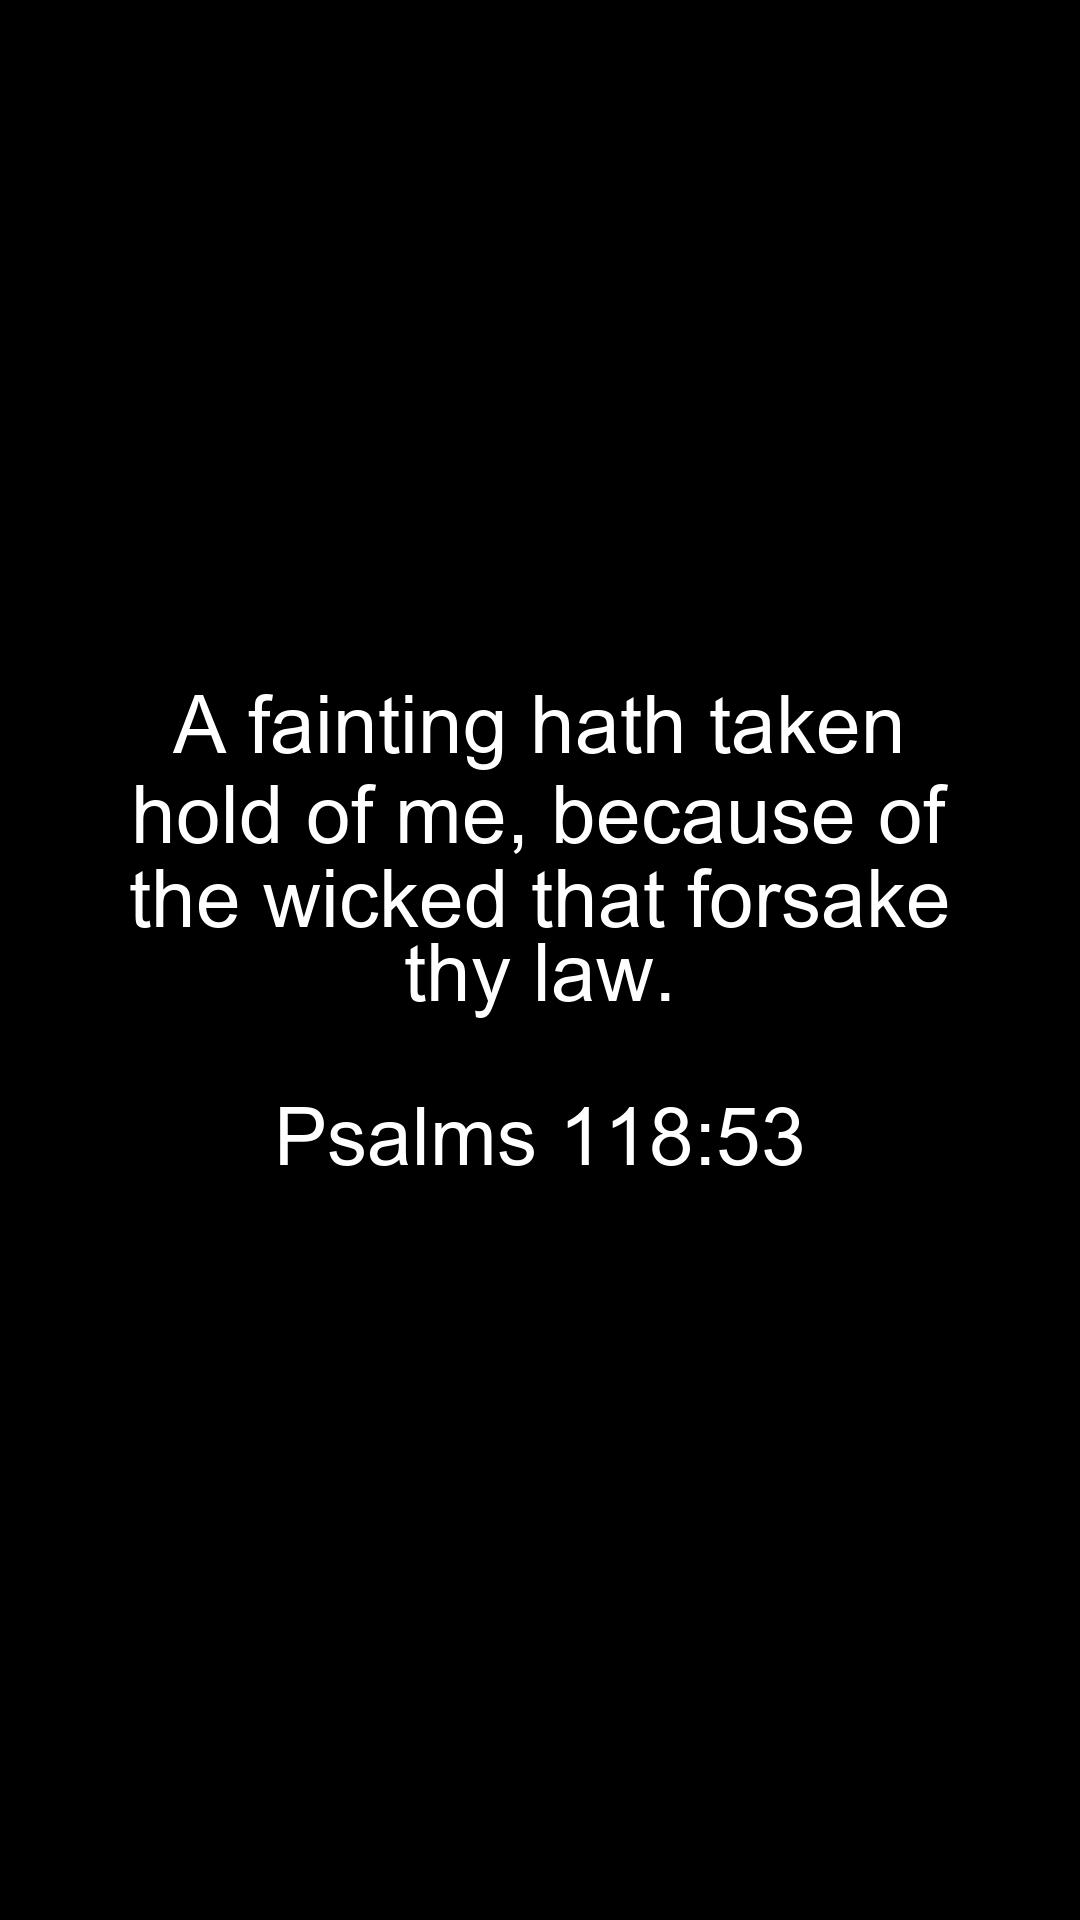 A fainting hath taken
hold of me, because of
the wicked that forsake
thy law.
Psalms 118:53